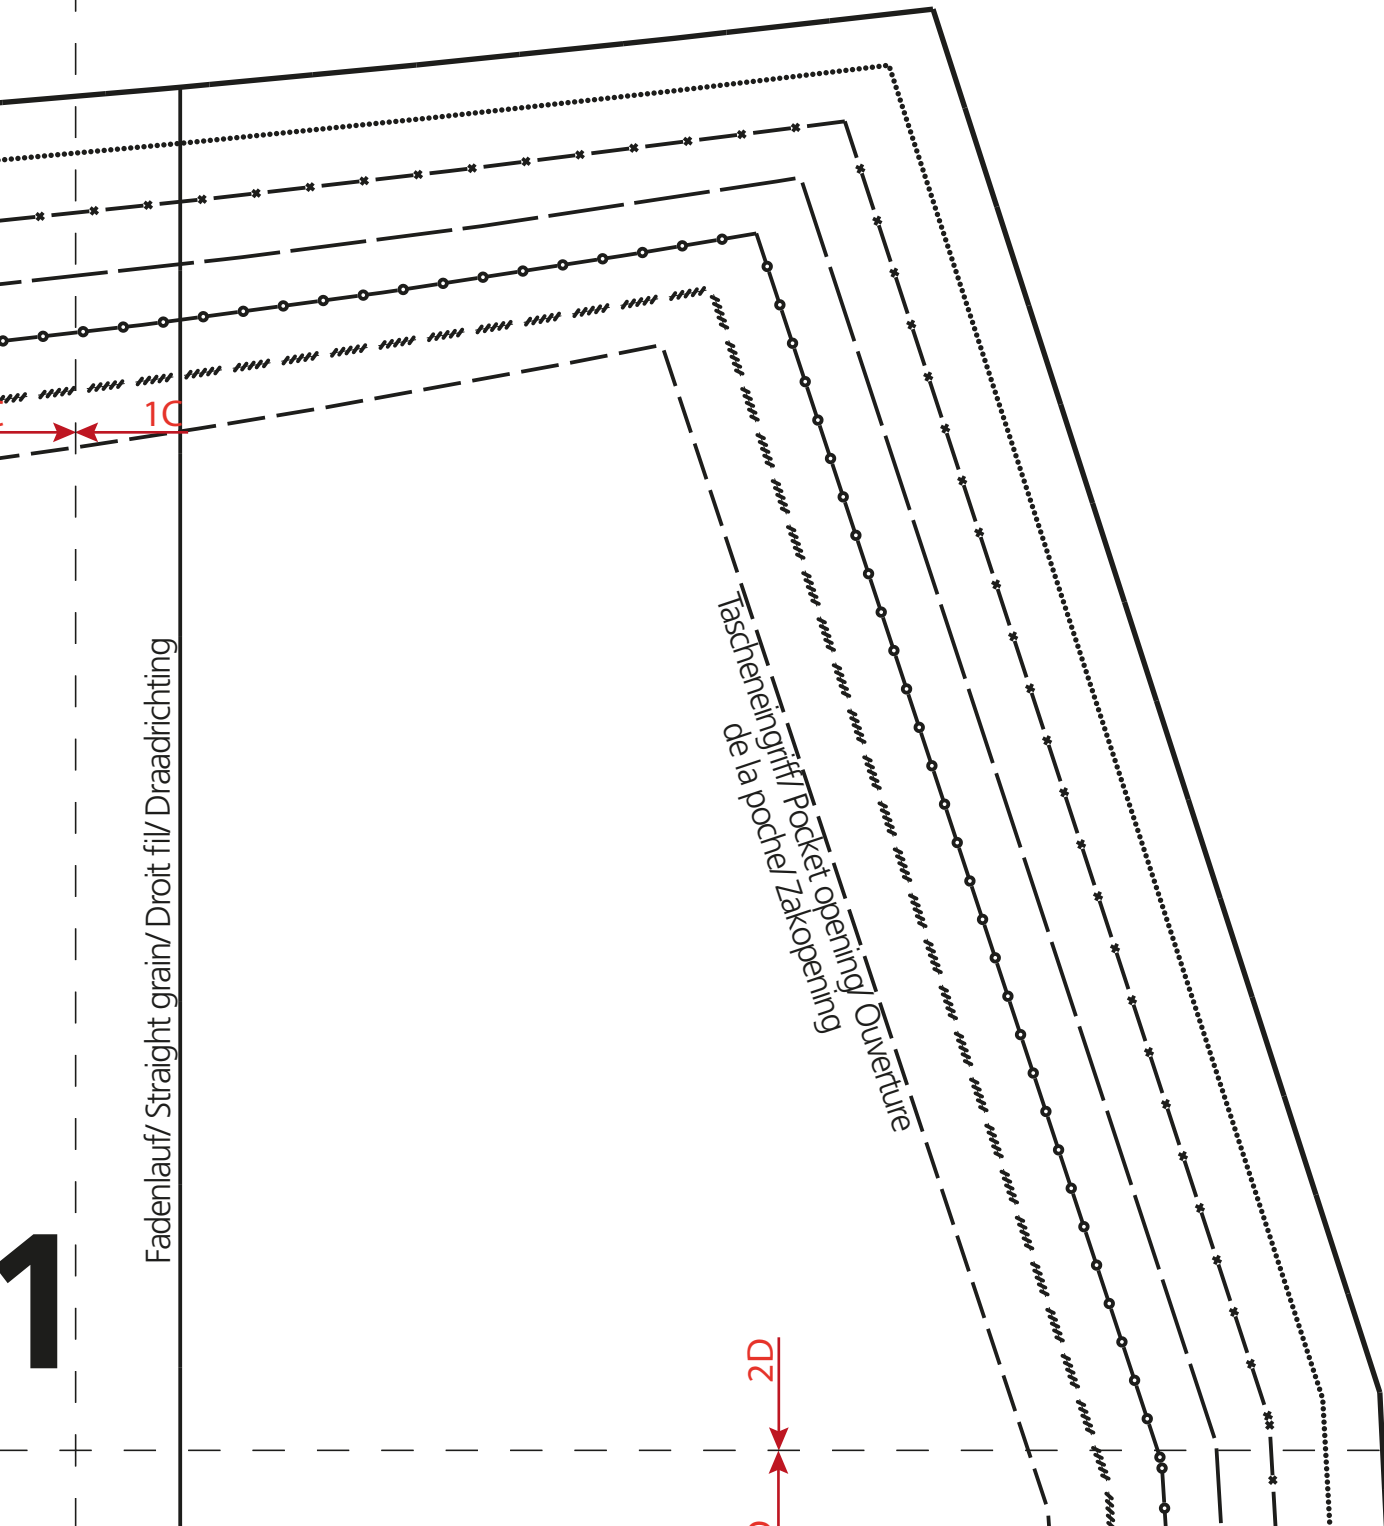 1C
Tascheneingriff/ Pocket opening/ Ouverture
de la poche/ Zakopening
Fadenlauf/ Straight grain/ Droit fil/ Draadrichting
1
2D